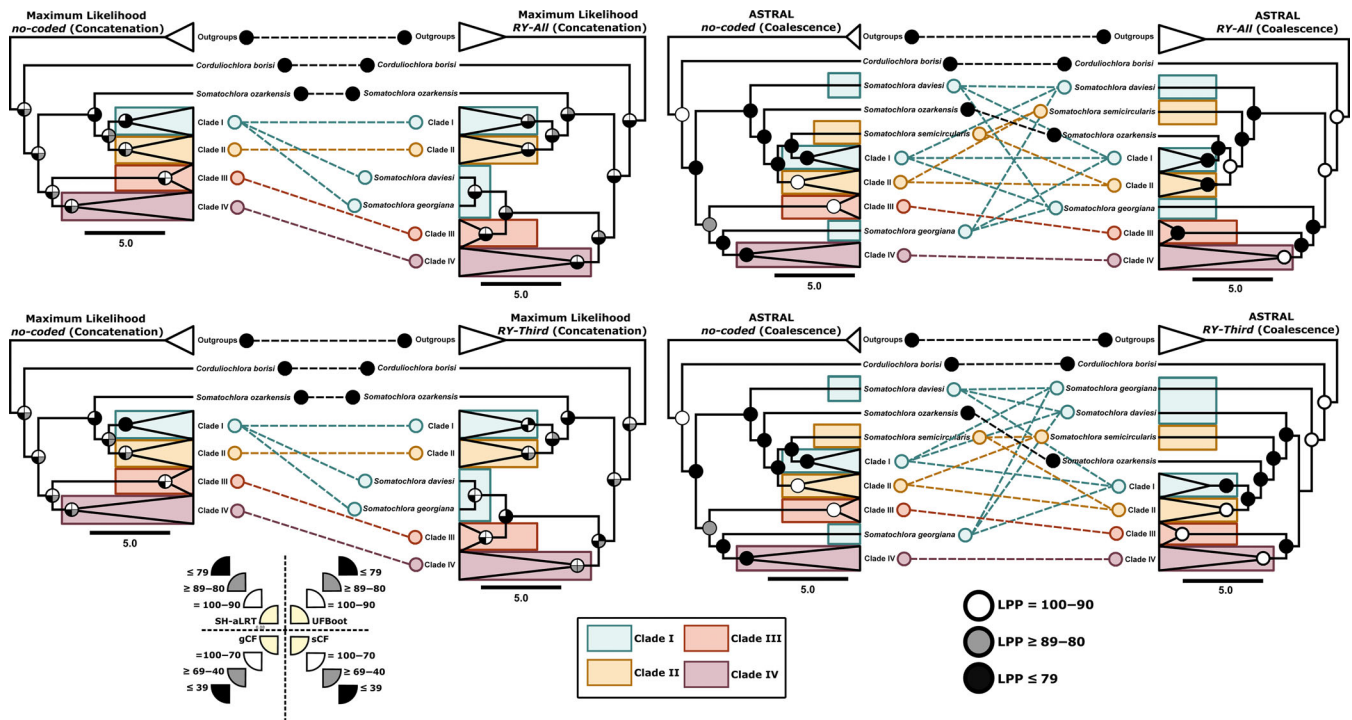 Maximum Likelihood
no-coded (Concatenation)
Maximum Likelihood
RY-All (Concatenation)
Outgroups
Outgroups
Corduliochlora borisi
Corduliochlora borisi
Somatochlora ozarkensis
Somatochlora ozarkensis
Clade I
Clade I
Clade II
Clade II
Clade III
Somatochlora daviesi
Clade IV
Somatochlora georgiana
Clade III
Clade IV
5.0
5.0
ASTRAL
no-coded (Coalescence)
ASTRAL
RY-All (Coalescence)
Outgroups
Outgroups
Corduliochlora borisi
Corduliochlora borisi
Somatochlora daviesi
Somatochlora daviesi
Somatochlora ozarkensis
Somatochlora semicircularis
Somatochlora semicircularis
Somatochlora ozarkensis
Clade I
Clade I
Clade II
Clade II
Clade III
Somatochlora georgiana
Somatochlora georgiana
Clade III
Clade IV
Clade IV
5.0
5.0
Maximum Likelihood
no-coded (Concatenation)
Maximum Likelihood
RY-Third (Concatenation)
Outgroups
Outgroups
Corduliochlora borisi
Corduliochlora borisi
Somatochlora ozarkensis
Somatochlora ozarkensis
Clade I
Clade I
Clade II
Clade II
Clade III
Somatochlora daviesi
Clade IV
Somatochlora georgiana
Clade III
Clade IV
5.0
5.0
ASTRAL
no-coded (Coalescence)
ASTRAL
RY-Third (Coalescence)
Outgroups
Outgroups
Corduliochlora borisi
Corduliochlora borisi
Somatochlora daviesi
Somatochlora georgiana
Somatochlora ozarkensis
Somatochlora daviesi
Somatochlora semicircularis
Somatochlora semicircularis
Clade I
Somatochlora ozarkensis
Clade II
Clade I
Clade III
Clade II
Somatochlora georgiana
Clade III
Clade IV
Clade IV
5.0
5.0
≤ 79
≤ 79
≥ 89–80
≥ 89–80
= 100–90
= 100–90
SH-aLRT
UFBoot
gCF
sCF
= 100–70
= 100–70
≥ 69–40
≥ 69–40
≤ 39
≤ 39
Clade I
Clade III
Clade II
Clade IV
LPP = 100–90
LPP ≥ 89–80
LPP ≤ 79